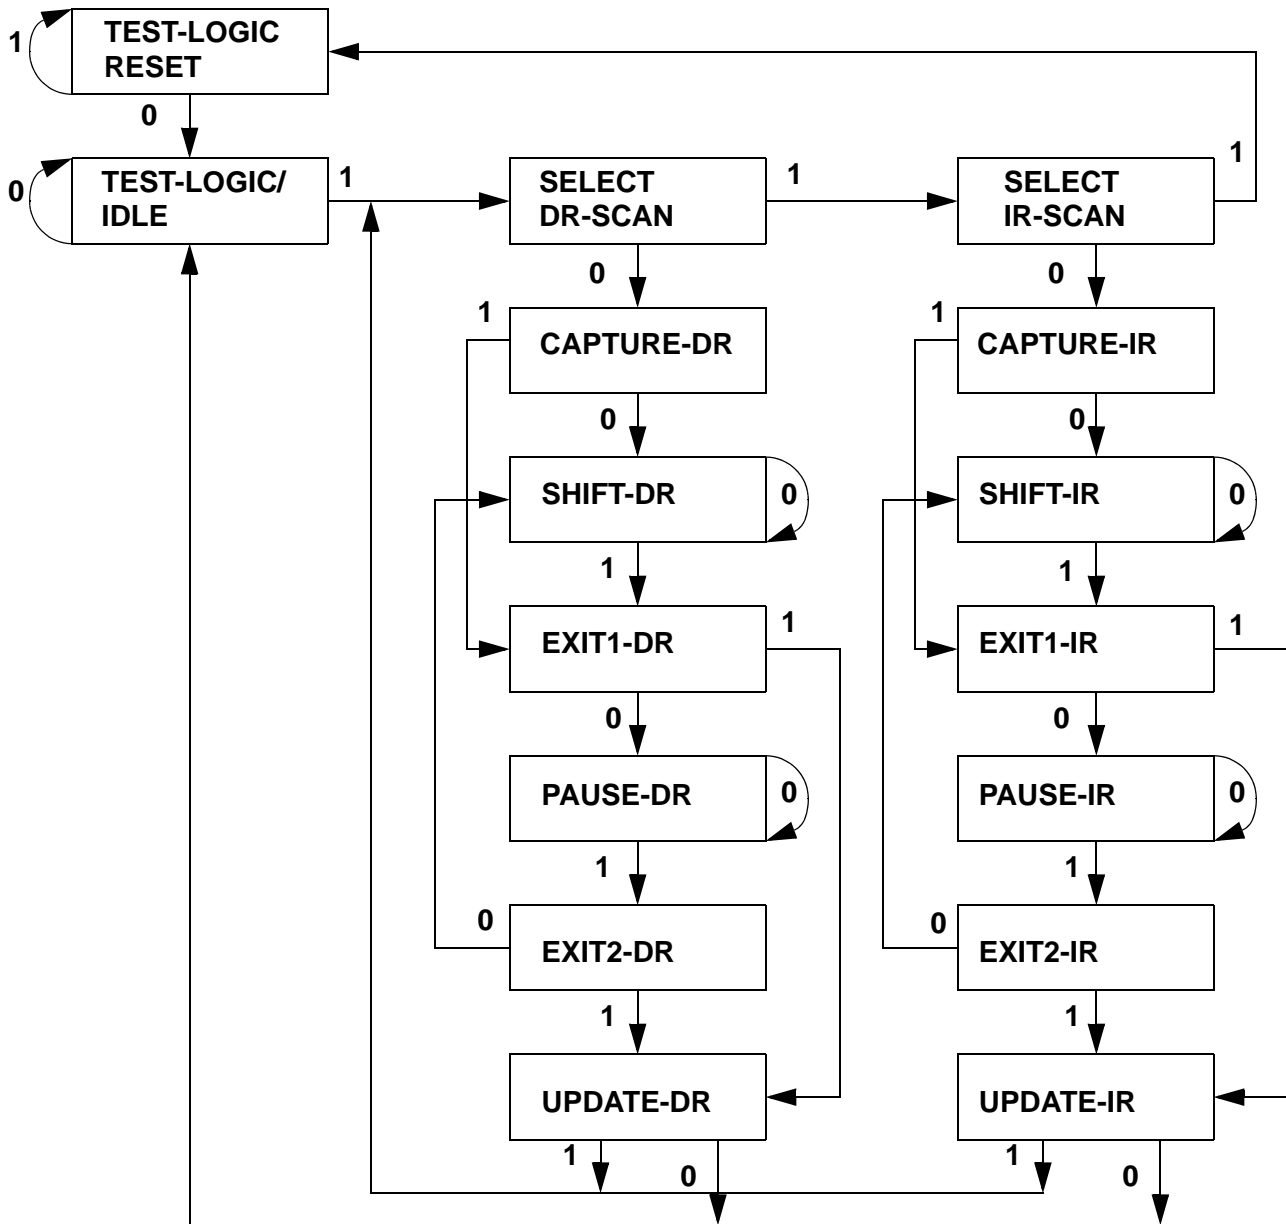 1
TEST-LOGIC
RESET
0
0
TEST-LOGIC/
IDLE
1
SELECT
DR-SCAN
1
SELECT
IR-SCAN
1
0
0
1
CAPTURE-DR
1
CAPTURE-IR
0
0
SHIFT-DR
0
SHIFT-IR
0
1
1
EXIT1-DR
1
EXIT1-IR
1
0
0
PAUSE-DR
0
PAUSE-IR
0
1
1
0
EXIT2-DR
0
EXIT2-IR
1
1
UPDATE-DR
UPDATE-IR
1
0
1
0